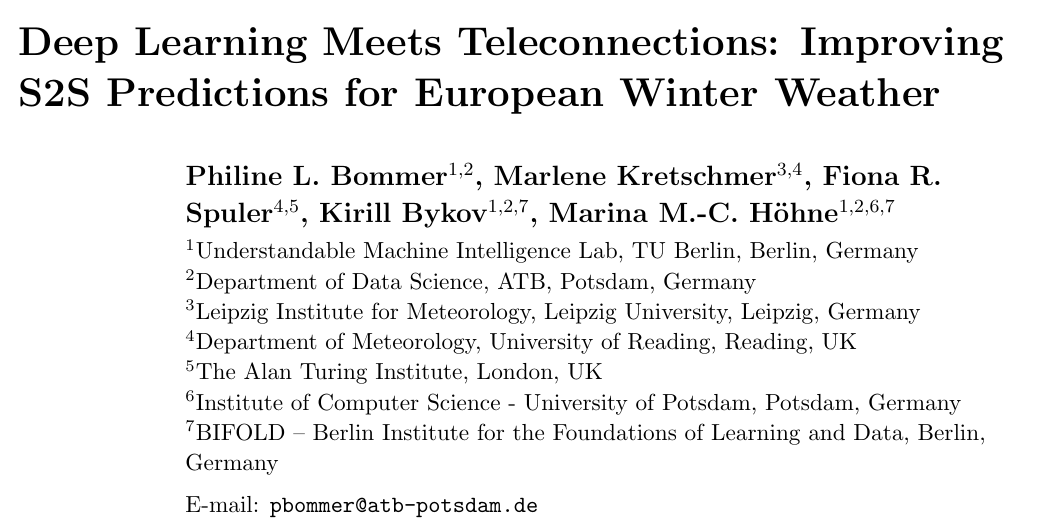 Deep Learning Meets Teleconnections: Improving
S2S Predictions for European Winter Weather
Philine L. Bommer1,2, Marlene Kretschmer3,4, Fiona R.
Spuler4,5, Kirill Bykov1,2,7, Marina M.-C. Höhne1,2,6,7
1Understandable Machine Intelligence Lab, TU Berlin, Berlin, Germany
2Department of Data Science, ATB, Potsdam, Germany
3Leipzig Institute for Meteorology, Leipzig University, Leipzig, Germany
4Department of Meteorology, University of Reading, Reading, UK
5The Alan Turing Institute, London, UK
6Institute of Computer Science - University of Potsdam, Potsdam, Germany
7BIFOLD – Berlin Institute for the Foundations of Learning and Data, Berlin,
Germany
E-mail: pbommer@atb-potsdam.de